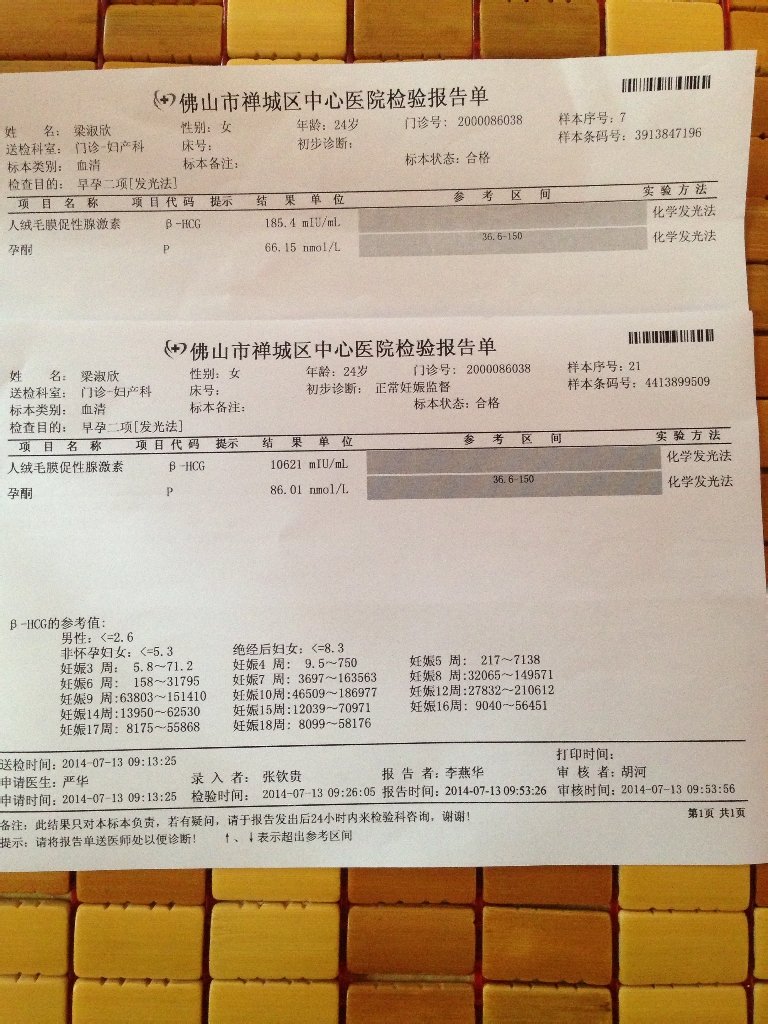 佛山市禅城区中心医院检验报告单
姓 名: 梁淑欣 性别: 女 年龄: 24岁 门诊号: 2000086038 样本序号: 7
送检科室: 门诊-妇产科 床号: 初步诊断: 样本条码号: 3913847196
标本类别: 血清 标本备注: 标本状态: 合格
检查目的: 早孕二项[发光法]
项 目 名 称 项 目 代 码 提示 结 果 单 位 参 考 区 间 实 验 方 法
人绒毛膜促性腺激素 β-HCG 185.4 mIU/mL 化学发光法
孕酮 P 66.15 nmol/L 36.6-150 化学发光法
佛山市禅城区中心医院检验报告单
姓 名: 梁淑欣 性别: 女 年龄: 24岁 门诊号: 2000086038 样本序号: 21
送检科室: 门诊-妇产科 床号: 初步诊断: 正常妊娠监督 样本条码号: 4413899509
标本类别: 血清 标本备注: 标本状态: 合格
检查目的: 早孕二项[发光法]
项 目 名 称 项 目 代 码 提示 结 果 单 位 参 考 区 间 实 验 方 法
人绒毛膜促性腺激素 β-HCG 10621 mIU/mL 化学发光法
孕酮 P 86.01 nmol/L 36.6-150 化学发光法
β-HCG的参考值:
男性: <=2.6
非怀孕妇女: <=5.3 绝经后妇女: <=8.3
妊娠3 周: 5.8~71.2 妊娠4 周: 9.5~750 妊娠5 周: 217~7138
妊娠6 周: 158~31795 妊娠7 周: 3697~163563 妊娠8 周:32065~149571
妊娠9 周:63803~151410 妊娠10周:46509~186977 妊娠12周:27832~210612
妊娠14周:13950~62530 妊娠15周:12039~70971 妊娠16周: 9040~56451
妊娠17周: 8175~55868 妊娠18周: 8099~58176
送检时间: 2014-07-13 09:13:25 打印时间:
申请医生: 严华 录 入 者: 张钦贵 报 告 者: 李燕华 审 核 者: 胡河
申请时间: 2014-07-13 09:13:25 检验时间: 2014-07-13 09:26:05 报告时间: 2014-07-13 09:53:26 审核时间: 2014-07-13 09:53:56
备注: 此结果只对本标本负责, 若有疑问, 请于报告发出后24小时内来检验科咨询, 谢谢! 第1页 共1页
提示: 请将报告单送医师处以便诊断! ↑、↓表示超出参考区间